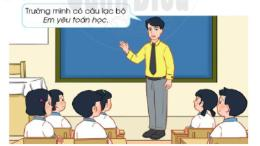 Trường mình có câu lạc bộ
Em yêu toán học.